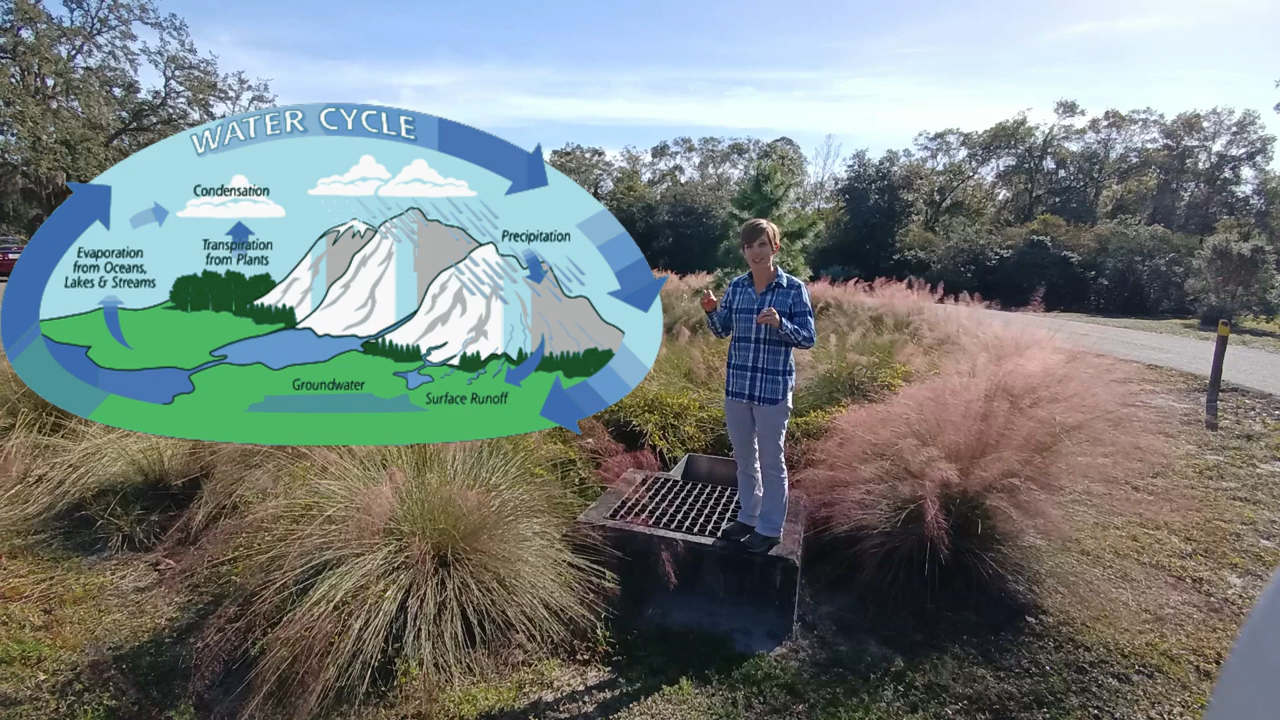 WATER CYCLE
Condensation
Evaporation
from Oceans,
Lakes & Streams
Transpiration
from Plants
Precipitation
Groundwater
Surface Runoff